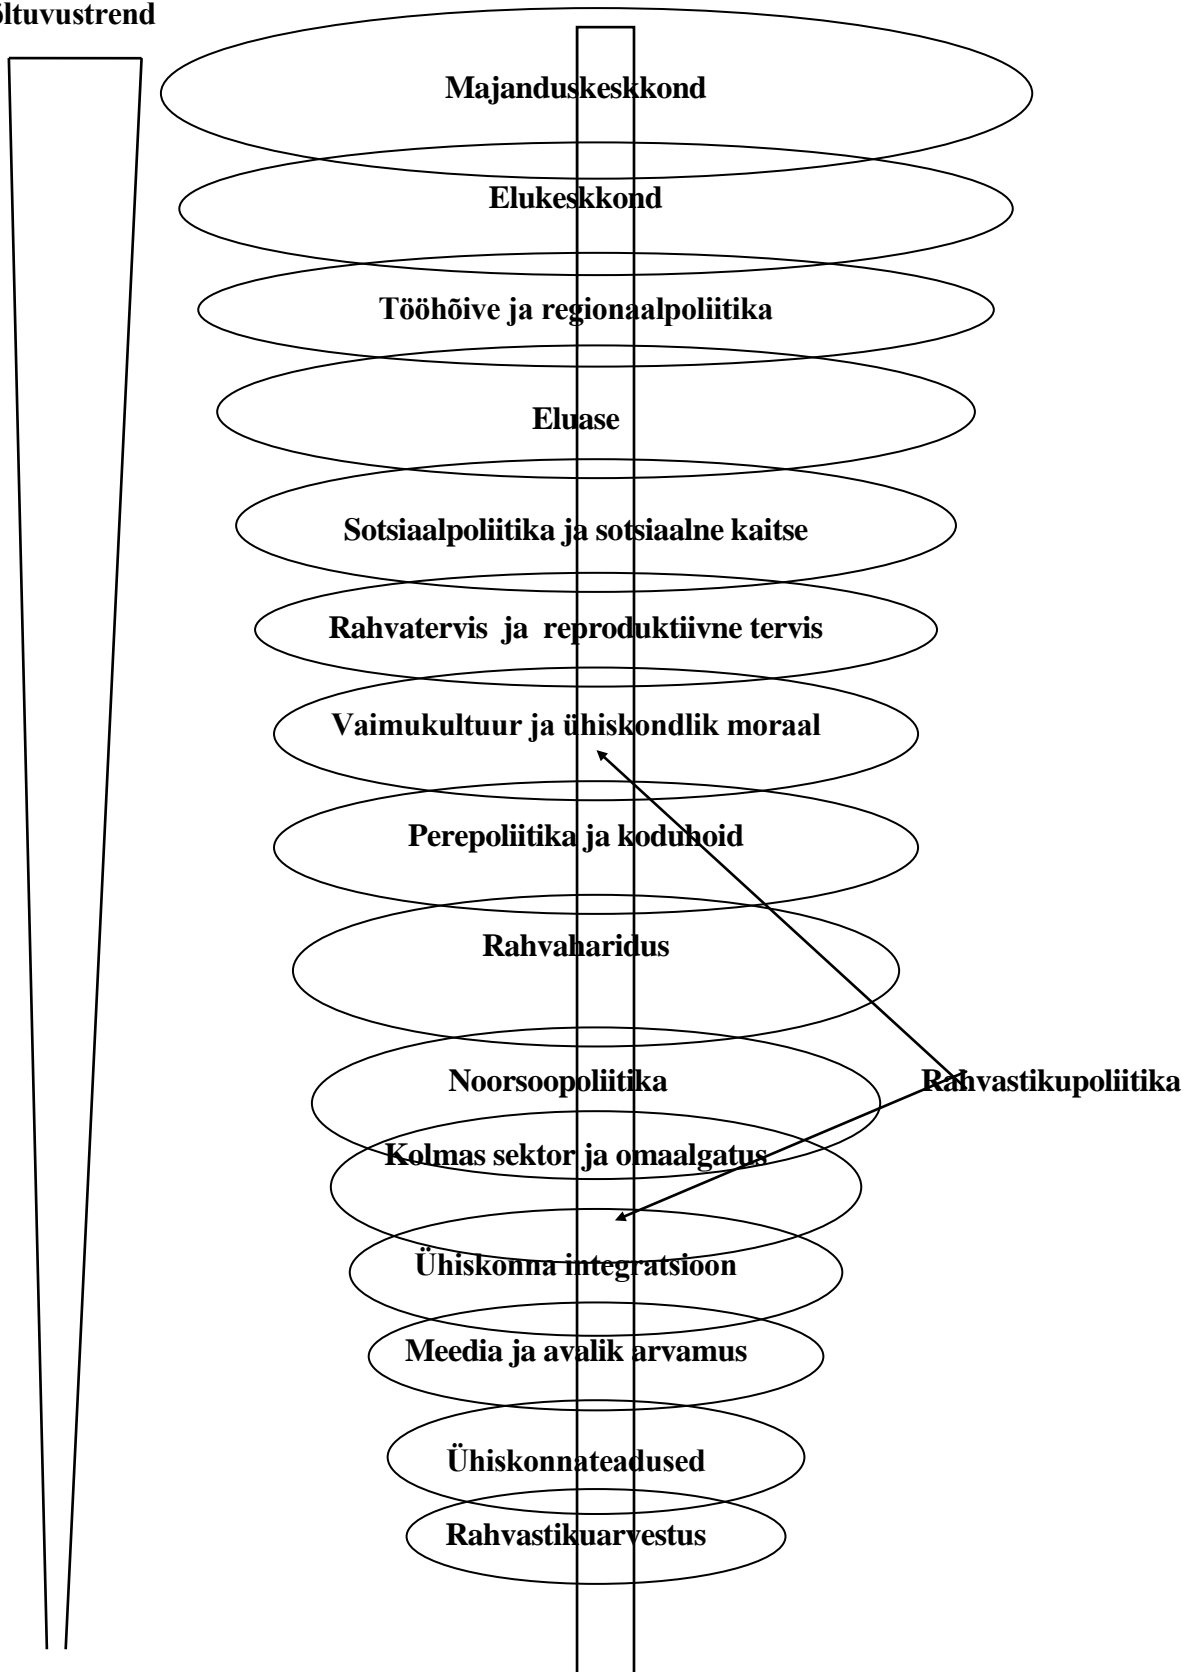 õltuvustrend
Majanduskeskkond
Elukeskkond
Tööhõive ja regionaalpoliitika
Eluase
Sotsiaalpoliitika ja sotsiaalne kaitse
Rahvatervis ja reproduktiivne tervis
Vaimukultuur ja ühiskondlik moraal
Perepoliitika ja koduhoid
Rahvaharidus
Noorsoopoliitika
Rahvastikupoliitika
Kolmas sektor ja omaalgatus
Ühiskonna integratsioon
Meedia ja avalik arvamus
Ühiskonnateadused
Rahvastikuarvestus